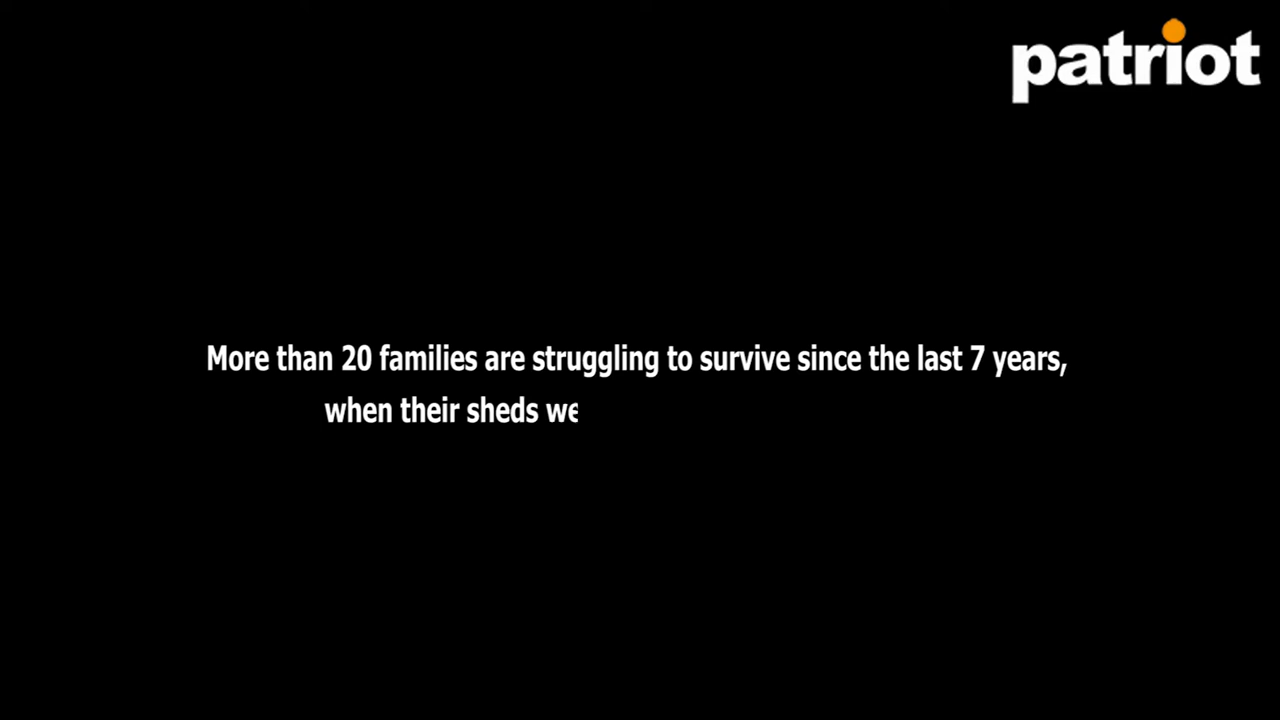 patriot
More than 20 families are struggling to survive since the last 7 years,
when their sheds we